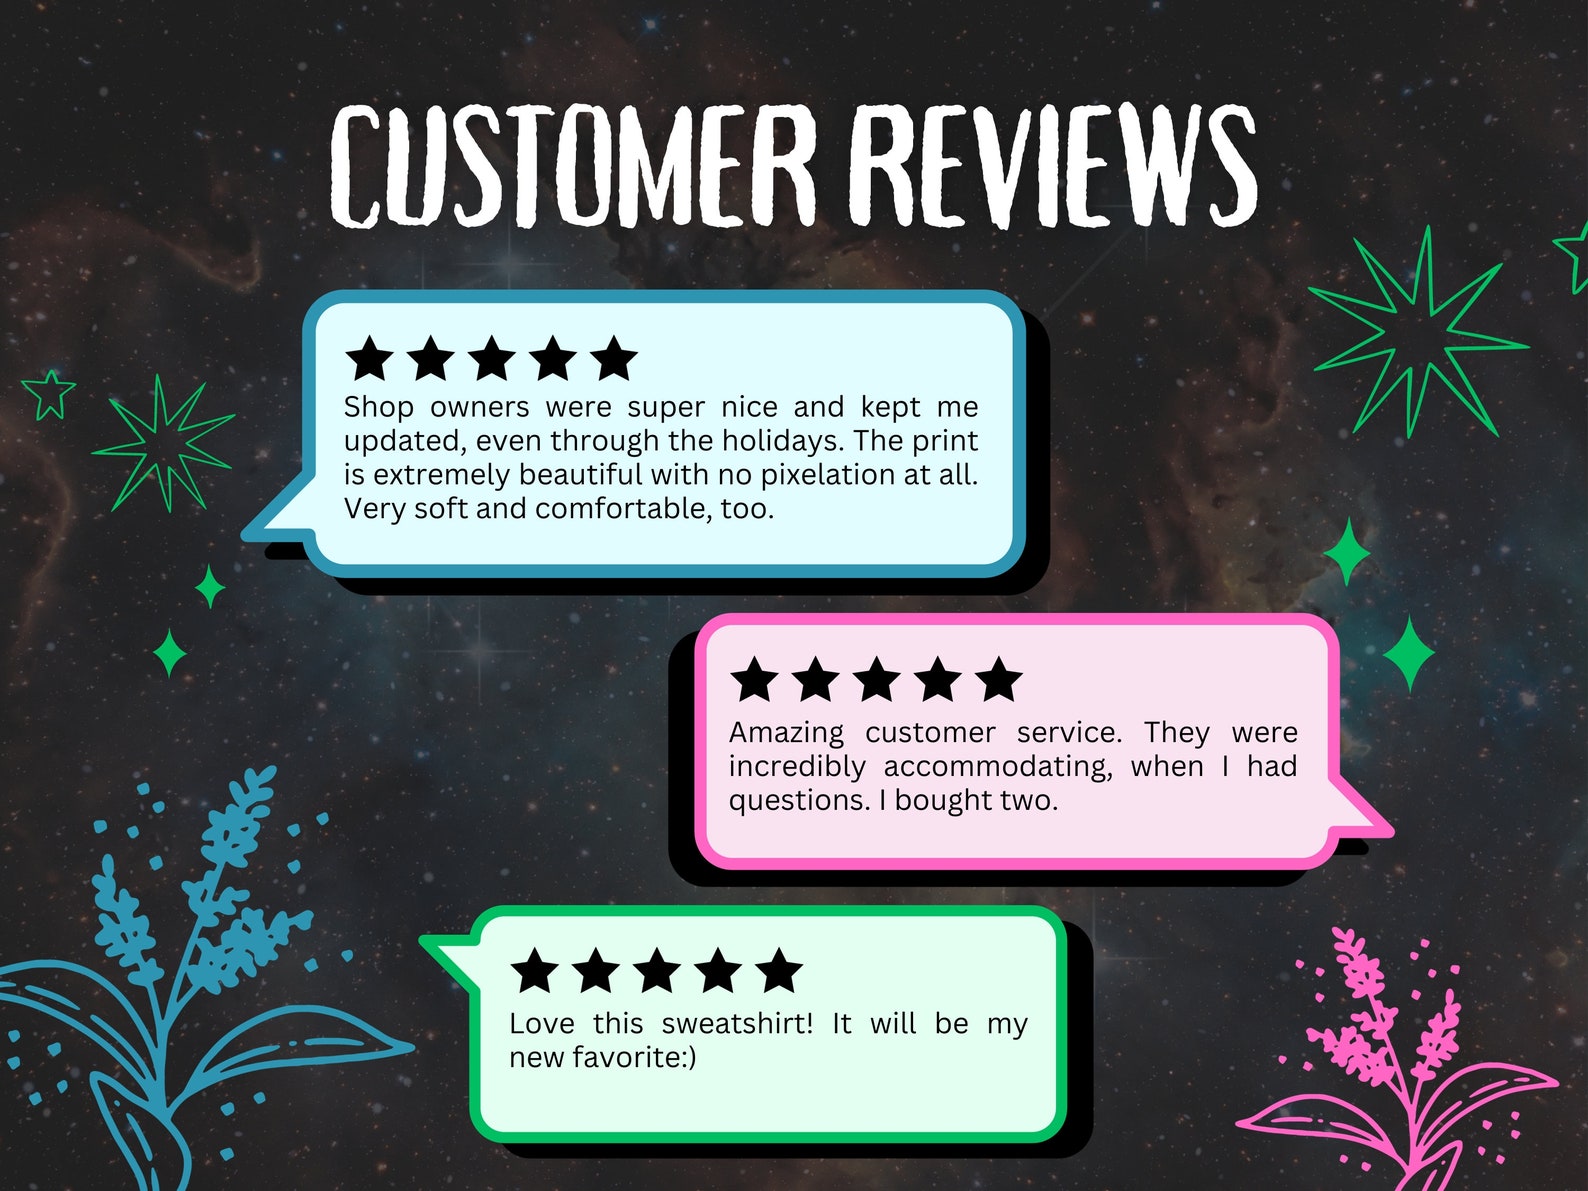 CUSTOMER REVIEWS
Shop owners were super nice and kept me
updated, even through the holidays. The print
is extremely beautiful with no pixelation at all.
Very soft and comfortable, too.
Amazing customer service. They were
incredibly accommodating, when I had
questions. I bought two.
Love this sweatshirt! It will be my
new favorite:)